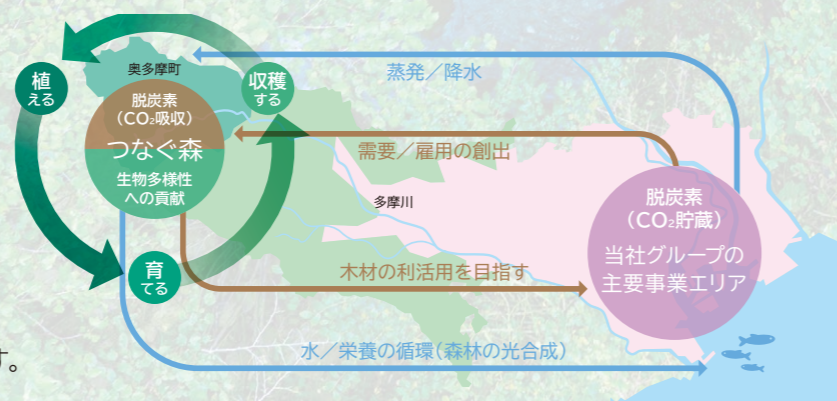 蒸発／降水
奥多摩町
植
える
収穫
する
脱炭素
（CO₂吸収）
つなぐ森
生物多様性
への貢献
需要／雇用の創出
多摩川
脱炭素
（CO₂貯蔵）
当社グループの
主要事業エリア
育
てる
木材の利活用を目指す
水／栄養の循環（森林の光合成）
す。